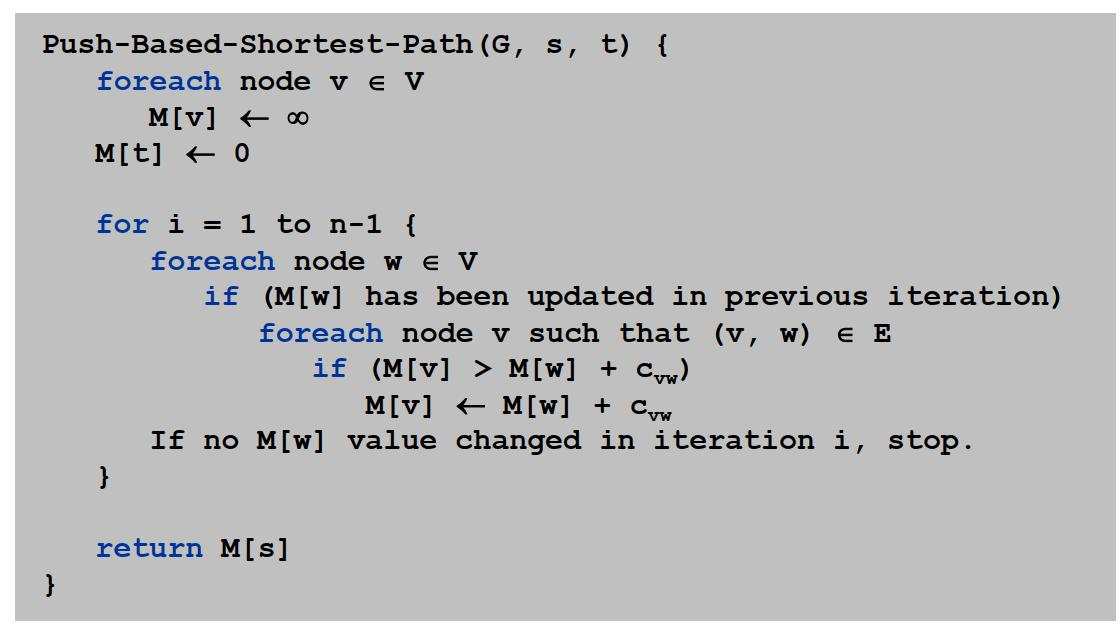 Push-Based-Shortest-Path(G, s, t) {
foreach node v ∈ V
M[v] ← ∞
M[t] ← 0
for i = 1 to n-1 {
foreach node w ∈ V
if (M[w] has been updated in previous iteration)
foreach node v such that (v, w) ∈ E
if (M[v] > M[w] + cvw)
M[v] ← M[w] + cvw
If no M[w] value changed in iteration i, stop.
}
return M[s]
}